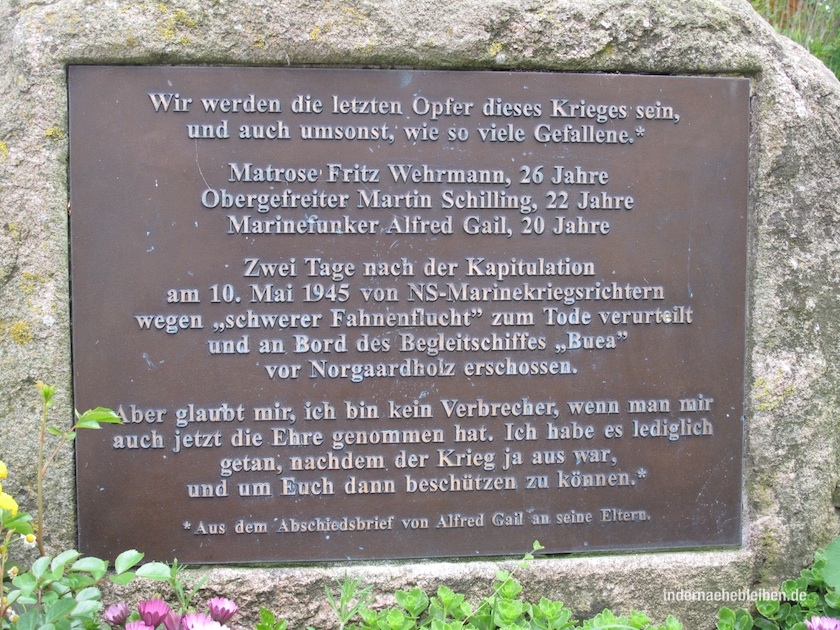 Wir werden die letzten Opfer dieses Krieges sein,
und auch umsonst, wie so viele Gefallene.*
Matrose Fritz Wehrmann, 26 Jahre
Obergefreiter Martin Schilling, 22 Jahre
Marinefunker Alfred Gail, 20 Jahre
Zwei Tage nach der Kapitulation
am 10. Mai 1945 von NS-Marinekriegsrichtern
wegen „schwerer Fahnenflucht” zum Tode verurteilt
und an Bord des Begleitschiffes „Buea”
vor Norgaardholz erschossen.
Aber glaubt mir, ich bin kein Verbrecher, wenn man mir
auch jetzt die Ehre genommen hat. Ich habe es lediglich
getan, nachdem der Krieg ja aus war,
und um Euch dann beschützen zu können.*
*Aus dem Abschiedsbrief von Alfred Gail an seine Eltern.
Indernaehebleiben.de